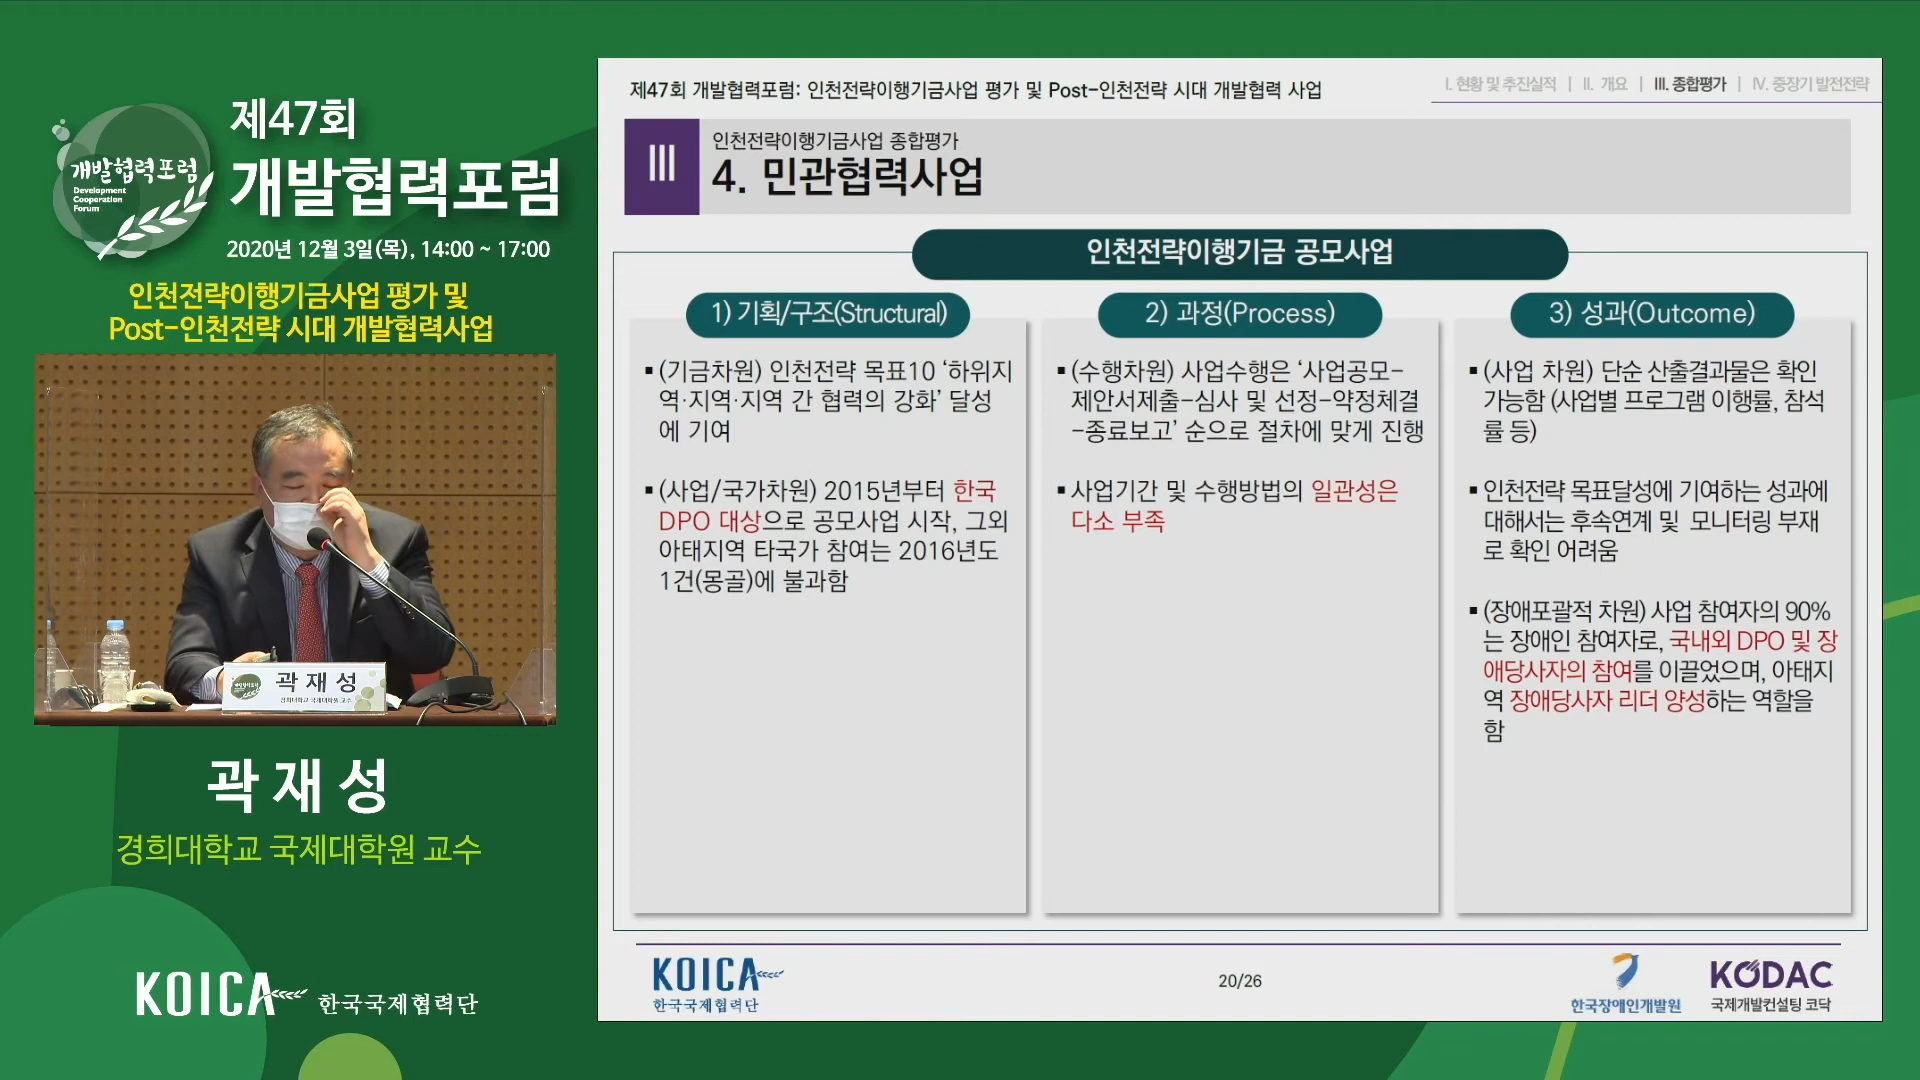 제47회
개발협력포럼
개발협력포럼
Development
Cooperation
Forum
2020년 12월 3일(목), 14:00 ~ 17:00
인천전략이행기금사업 평가 및
Post-인천전략 시대 개발협력사업
곽 재 성
경희대학교 국제대학원 교수
곽 재 성
경희대학교 국제대학원 교수
KOICA 한국국제협력단
제47회 개발협력포럼: 인천전략이행기금사업 평가 및 Post-인천전략 시대 개발협력 사업
I. 현황 및 추진실적 | II. 개요 | III. 종합평가 | IV. 중장기 발전전략
III
인천전략이행기금사업 종합평가
4. 민관협력사업
인천전략이행기금 공모사업
1) 기획/구조(Structural)
▪ (기금차원) 인천전략 목표10 ‘하위지
역·지역·지역 간 협력의 강화’ 달성
에 기여
▪ (사업/국가차원) 2015년부터 한국
DPO 대상으로 공모사업 시작, 그외
아태지역 타국가 참여는 2016년도
1건(몽골)에 불과함
2) 과정(Process)
▪ (수행차원) 사업수행은 ‘사업공모-
제안서제출-심사 및 선정-약정체결
-종료보고’ 순으로 절차에 맞게 진행
▪ 사업기간 및 수행방법의 일관성은
다소 부족
3) 성과(Outcome)
▪ (사업 차원) 단순 산출결과물은 확인
가능함 (사업별 프로그램 이행률, 참석
률 등)
▪ 인천전략 목표달성에 기여하는 성과에
대해서는 후속연계 및 모니터링 부재
로 확인 어려움
▪ (장애포괄적 차원) 사업 참여자의 90%
는 장애인 참여자로, 국내외 DPO 및 장
애당사자의 참여를 이끌었으며, 아태지
역 장애당사자 리더 양성하는 역할을
함
KOICA
한국국제협력단
20/26
한국장애인개발원
KODAC
국제개발컨설팅 코닥